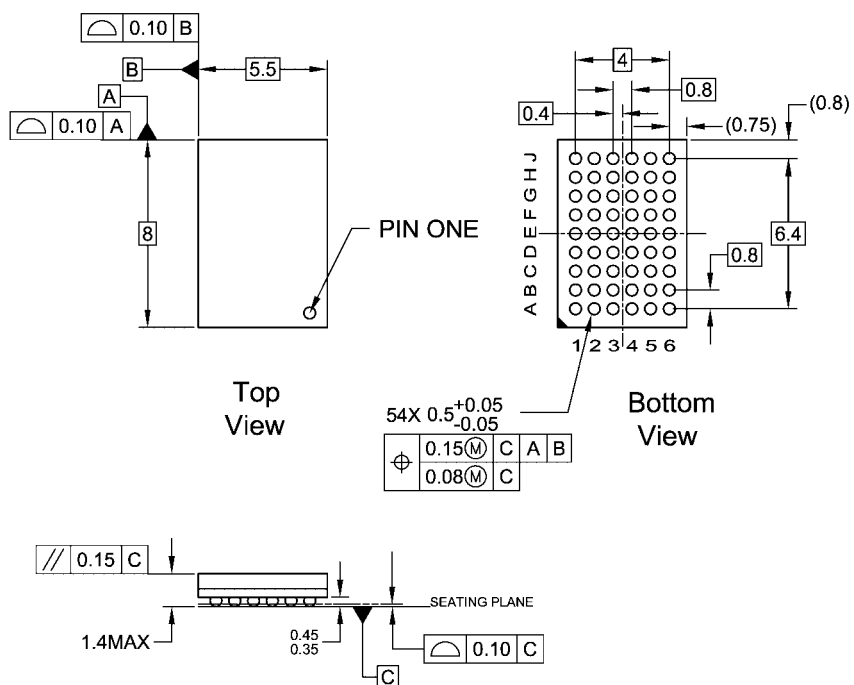 ⌓ 0.10 B
B
5.5
A
⌓ 0.10 A
8
PIN ONE
Top
View
4
0.8
0.4
(0.75)
(0.8)
J
H
G
F
E
D
C
B
A
6.4
0.8
1 2 3 4 5 6
54X 0.5 +0.05
-0.05
⌖ 0.15 Ⓜ C A B
0.08 Ⓜ C
Bottom
View
// 0.15 C
1.4MAX
0.45
0.35
SEATING PLANE
⌓ 0.10 C
C